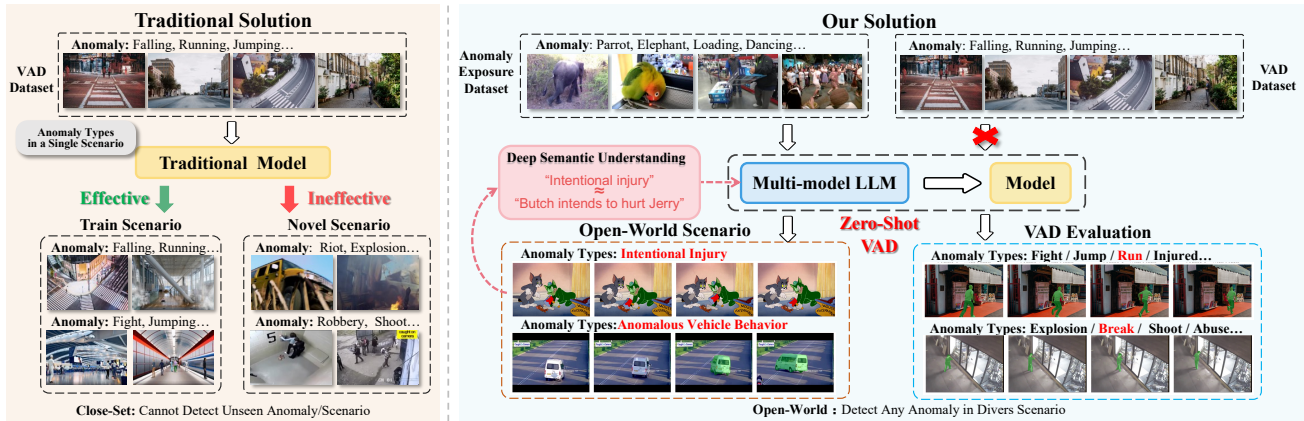 Traditional Solution
VAD
Dataset
Anomaly: Falling, Running, Jumping…
Anomaly Types
in a Single Scenario
Traditional Model
Effective
Ineffective
Train Scenario
Novel Scenario
Anomaly: Falling, Running…
Anomaly: Riot, Explosion…
Anomaly: Fight, Jumping…
Anomaly: Robbery, Shoot…
Close-Set: Cannot Detect Unseen Anomaly/Scenario
Our Solution
Anomaly
Exposure
Dataset
Anomaly: Parrot, Elephant, Loading, Dancing…
Anomaly: Falling, Running, Jumping…
VAD
Dataset
Deep Semantic Understanding
“Intentional injury”
≈
“Butch intends to hurt Jerry”
Multi-model LLM
Model
Zero-Shot
VAD
Open-World Scenario
VAD Evaluation
Anomaly Types: Intentional Injury
Anomaly Types:Anomalous Vehicle Behavior
Anomaly Types: Fight / Jump / Run / Injured…
Anomaly Types: Explosion / Break / Shoot / Abuse…
Open-World : Detect Any Anomaly in Divers Scenario